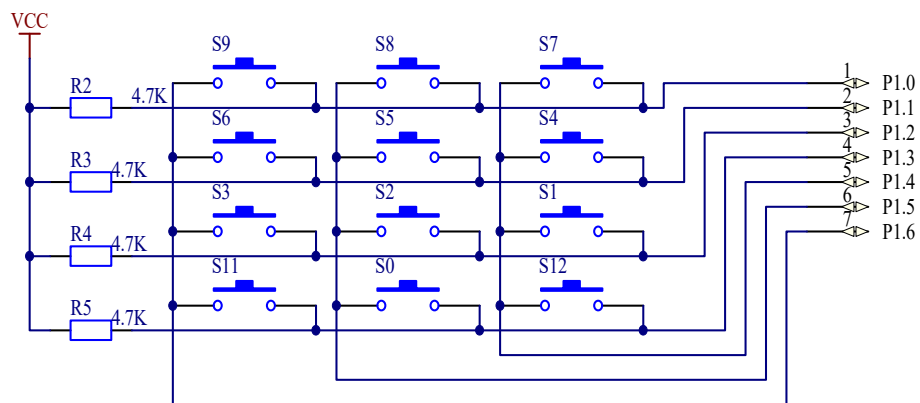 VCC
S9 S8 S7
R2 4.7K
1 P1.0
2 P1.1
S6 S5 S4
3 P1.2
R3 4.7K
4 P1.3
5 P1.4
S3 S2 S1
6 P1.5
7 P1.6
R4 4.7K
S11 S0 S12
R5 4.7K